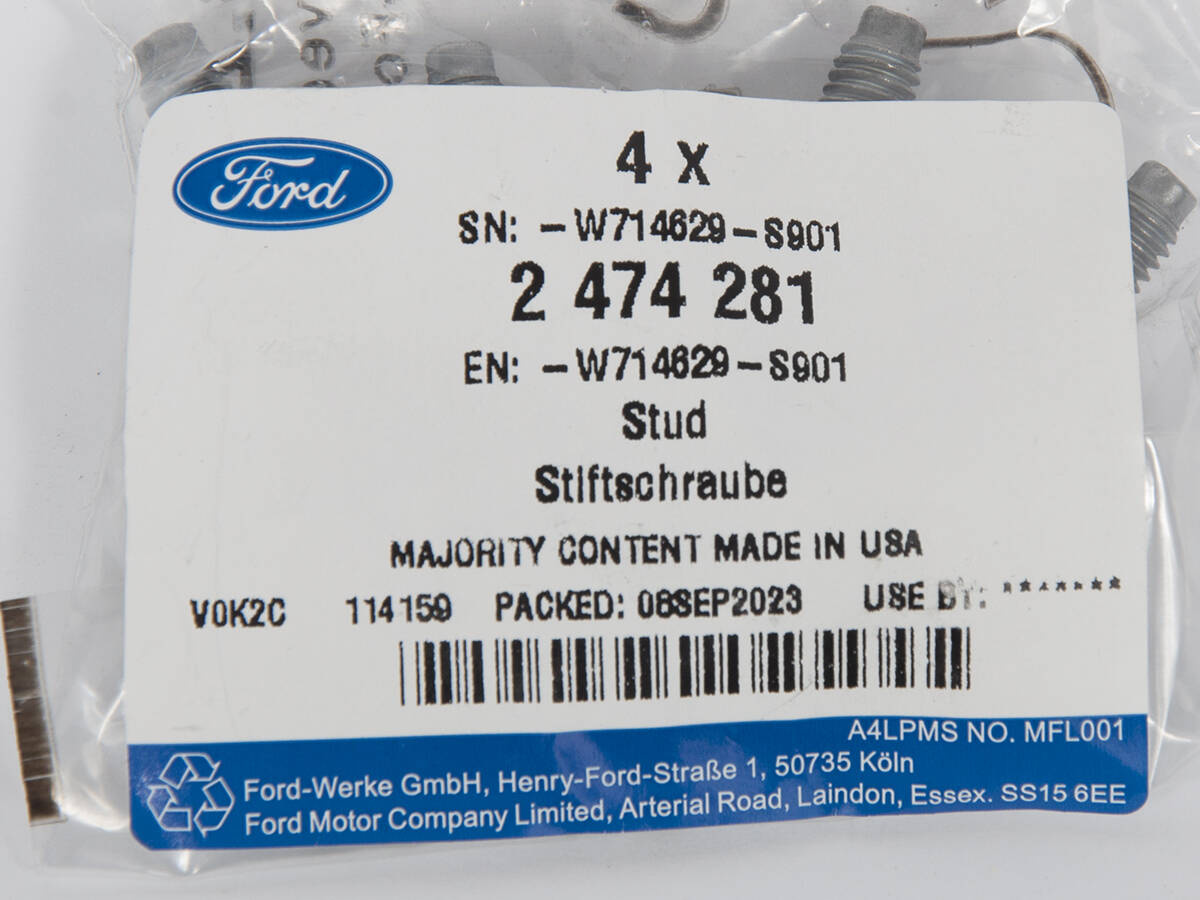 Ford
4 x
SN: -W714629-S901
2 474 281
EN: -W714629-S901
Stud
Stiftschraube
MAJORITY CONTENT MADE IN USA
V0K2C 114159 PACKED: 08SEP2023 USE BY: *******
A4LPMS NO. MFL001
Ford-Werke GmbH, Henry-Ford-Straße 1, 50735 Köln
Ford Motor Company Limited, Arterial Road, Laindon, Essex. SS15 6EE